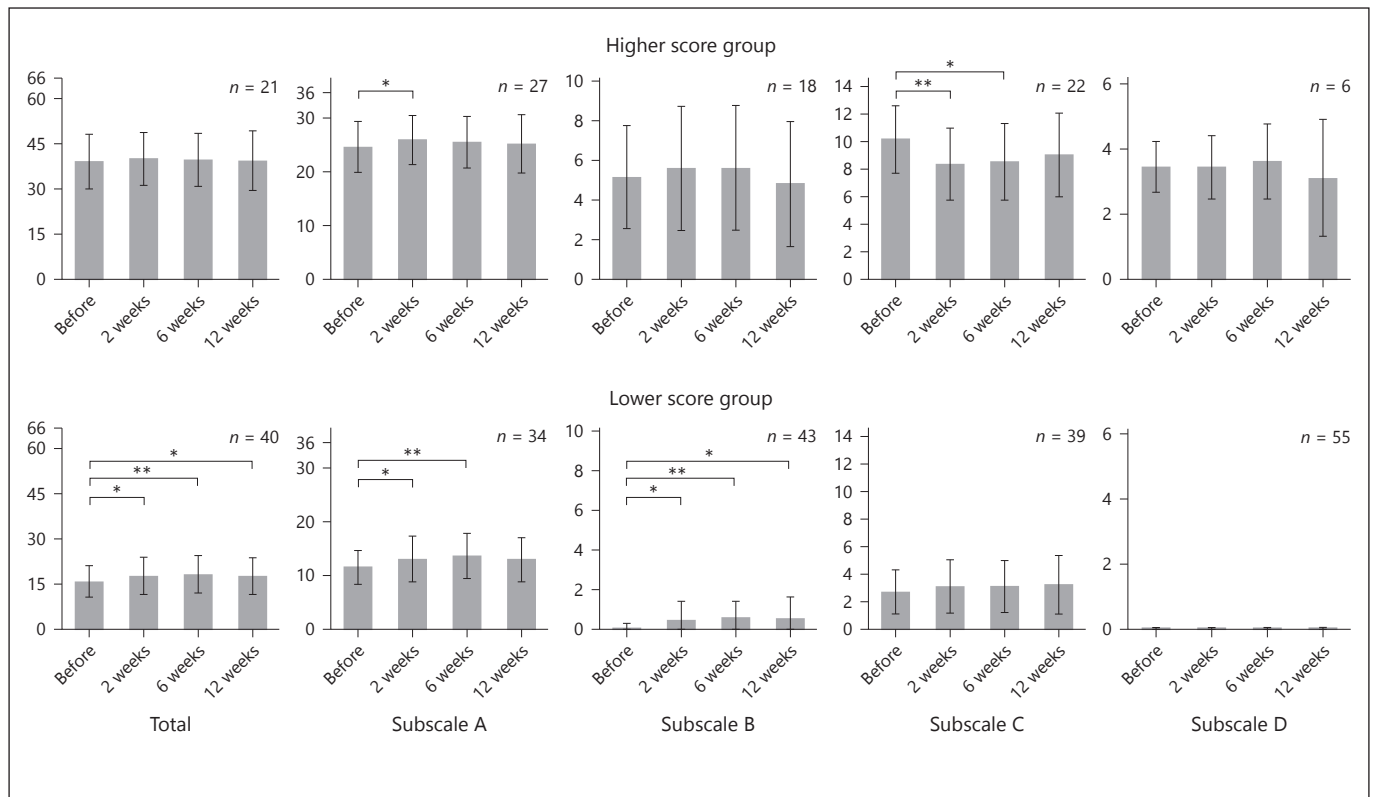 Higher score group
n = 21
66
60
45
30
15
0
Before
2 weeks
6 weeks
12 weeks
n = 27
*
36
30
20
10
0
Before
2 weeks
6 weeks
12 weeks
n = 18
10
8
6
4
2
0
Before
2 weeks
6 weeks
12 weeks
n = 22
*
**
14
12
10
8
6
4
2
0
Before
2 weeks
6 weeks
12 weeks
n = 6
6
4
2
0
Before
2 weeks
6 weeks
12 weeks
Lower score group
n = 40
*
**
*
66
60
45
30
15
0
Before
2 weeks
6 weeks
12 weeks
Total
n = 34
**
*
36
30
20
10
0
Before
2 weeks
6 weeks
12 weeks
Subscale A
n = 43
*
**
*
10
8
6
4
2
0
Before
2 weeks
6 weeks
12 weeks
Subscale B
n = 39
14
12
10
8
6
4
2
0
Before
2 weeks
6 weeks
12 weeks
Subscale C
n = 55
6
4
2
0
Before
2 weeks
6 weeks
12 weeks
Subscale D